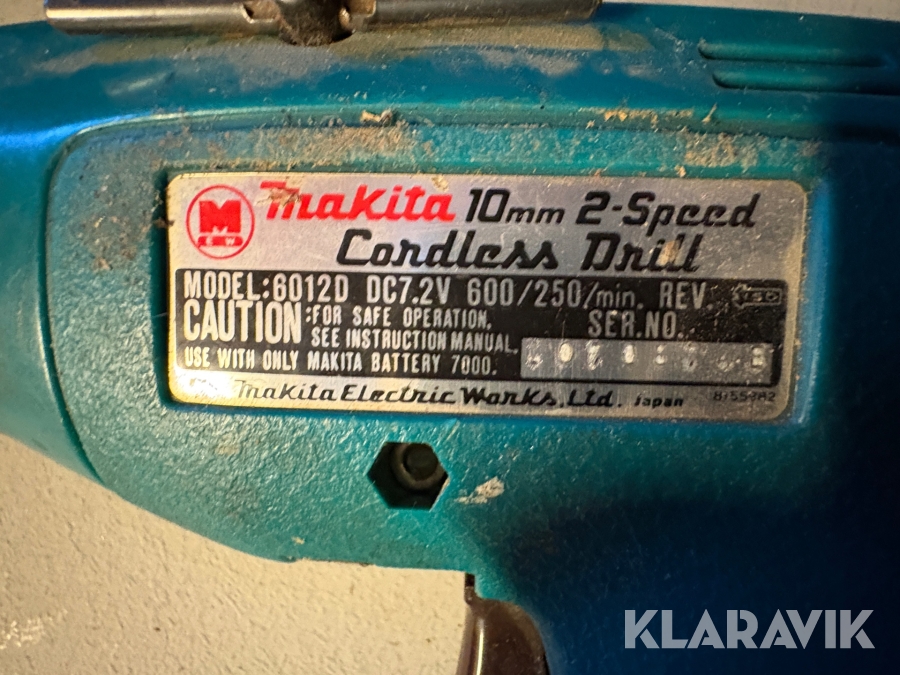 M
E W
makita 10mm 2-Speed
Cordless Drill
MODEL:6012D DC7.2V 600/250/min. REV
CAUTION:FOR SAFE OPERATION,
SEE INSTRUCTION MANUAL.
SER.NO.
USE WITH ONLY MAKITA BATTERY 7000.
Makita Electric Works, Ltd. Japan
KLARAVIK